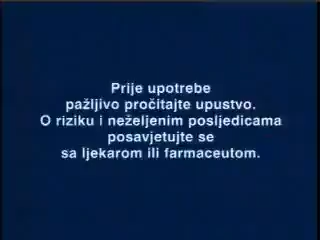 Prije upotrebe
pažljivo pročitajte upustvo.
O riziku i neželjenim posljedicama
posavjetujte se
sa ljekarom ili farmaceutom.